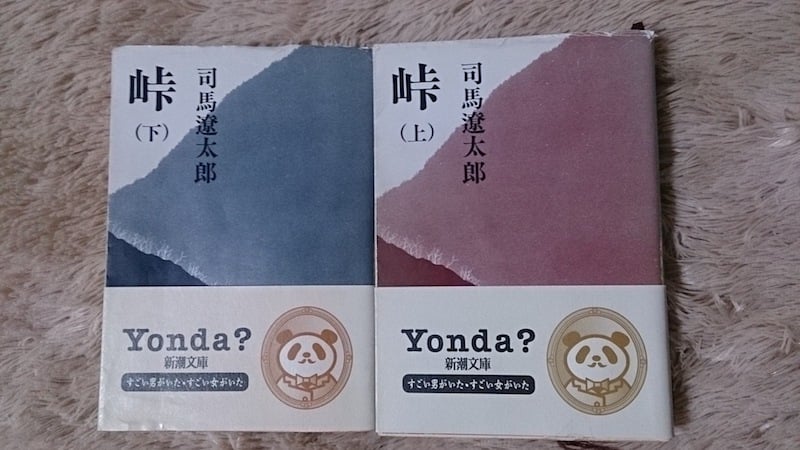 峠
（下）
司馬遼太郎
Yonda?
新潮文庫
すごい男がいた・すごい女がいた
峠
（上）
司馬遼太郎
Yonda?
新潮文庫
すごい男がいた・すごい女がいた